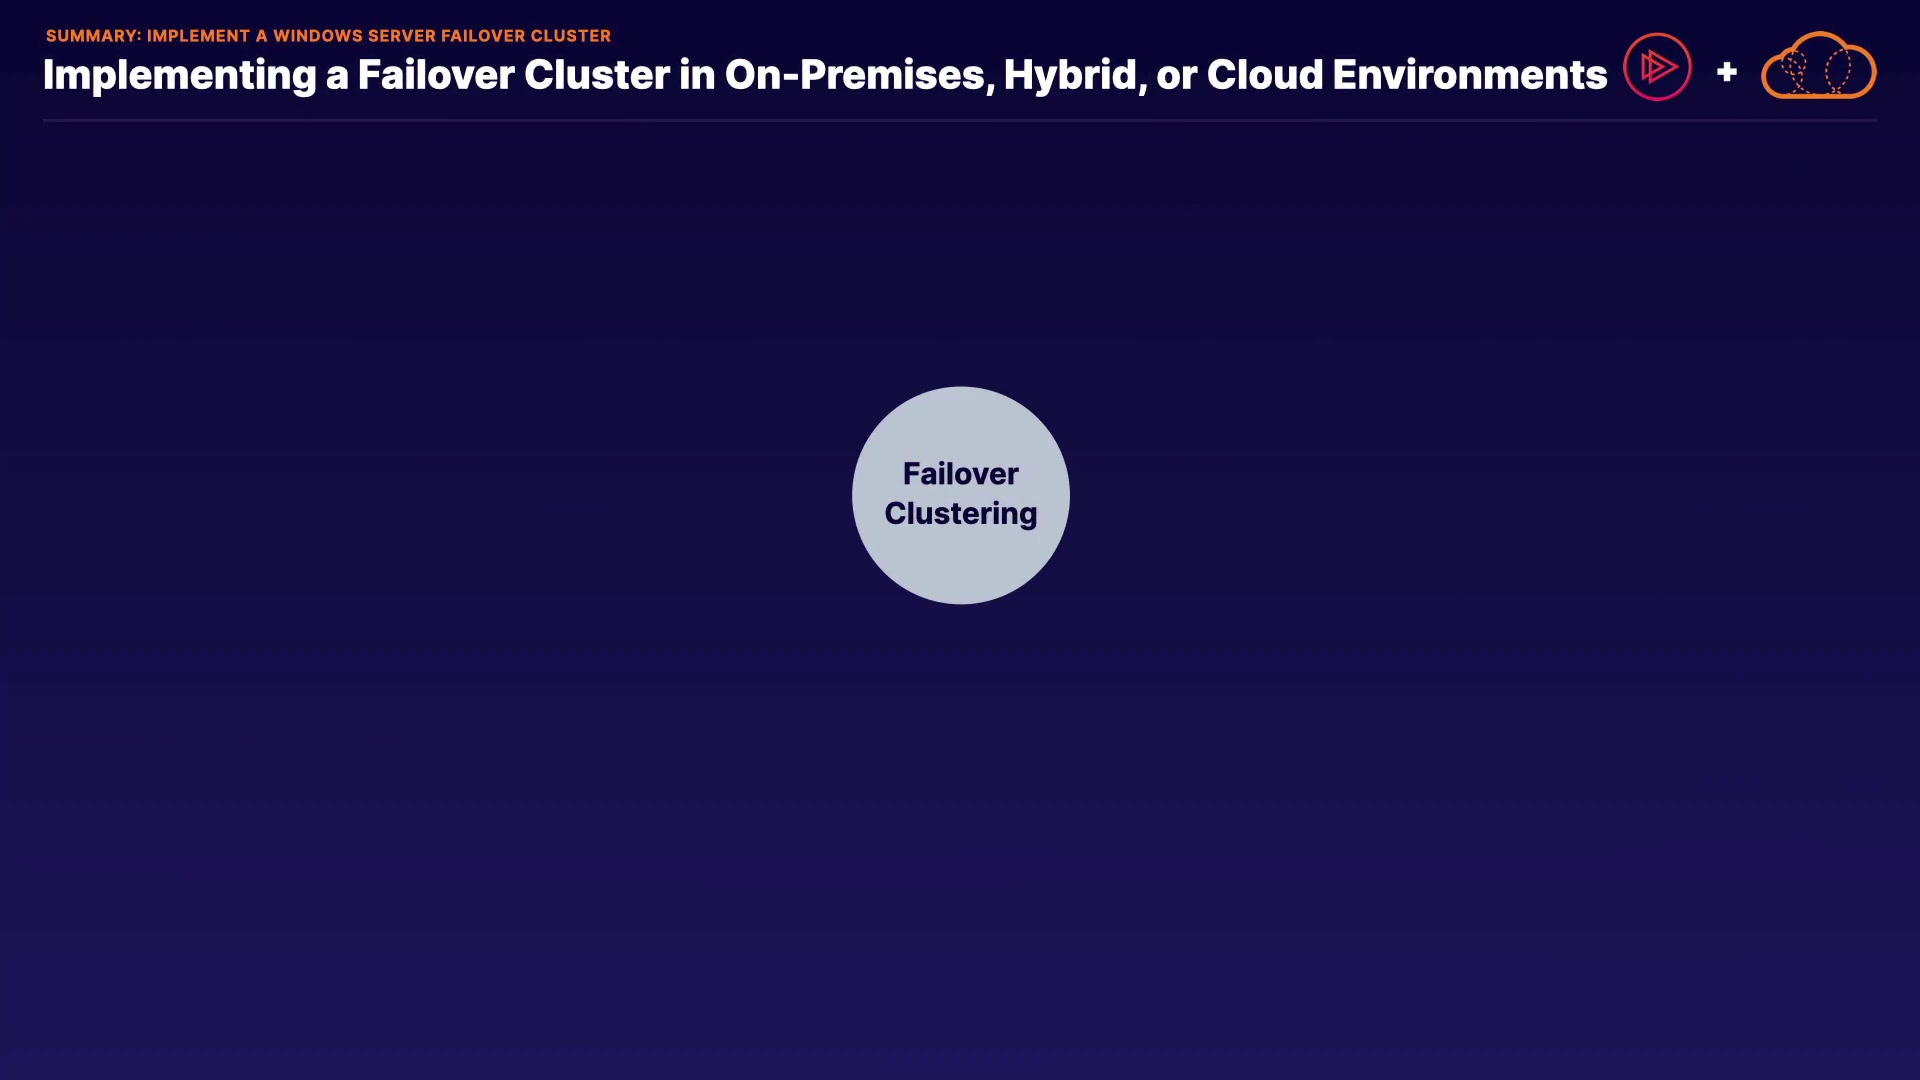 SUMMARY: IMPLEMENT A WINDOWS SERVER FAILOVER CLUSTER
Implementing a Failover Cluster in On-Premises, Hybrid, or Cloud Environments
Failover
Clustering